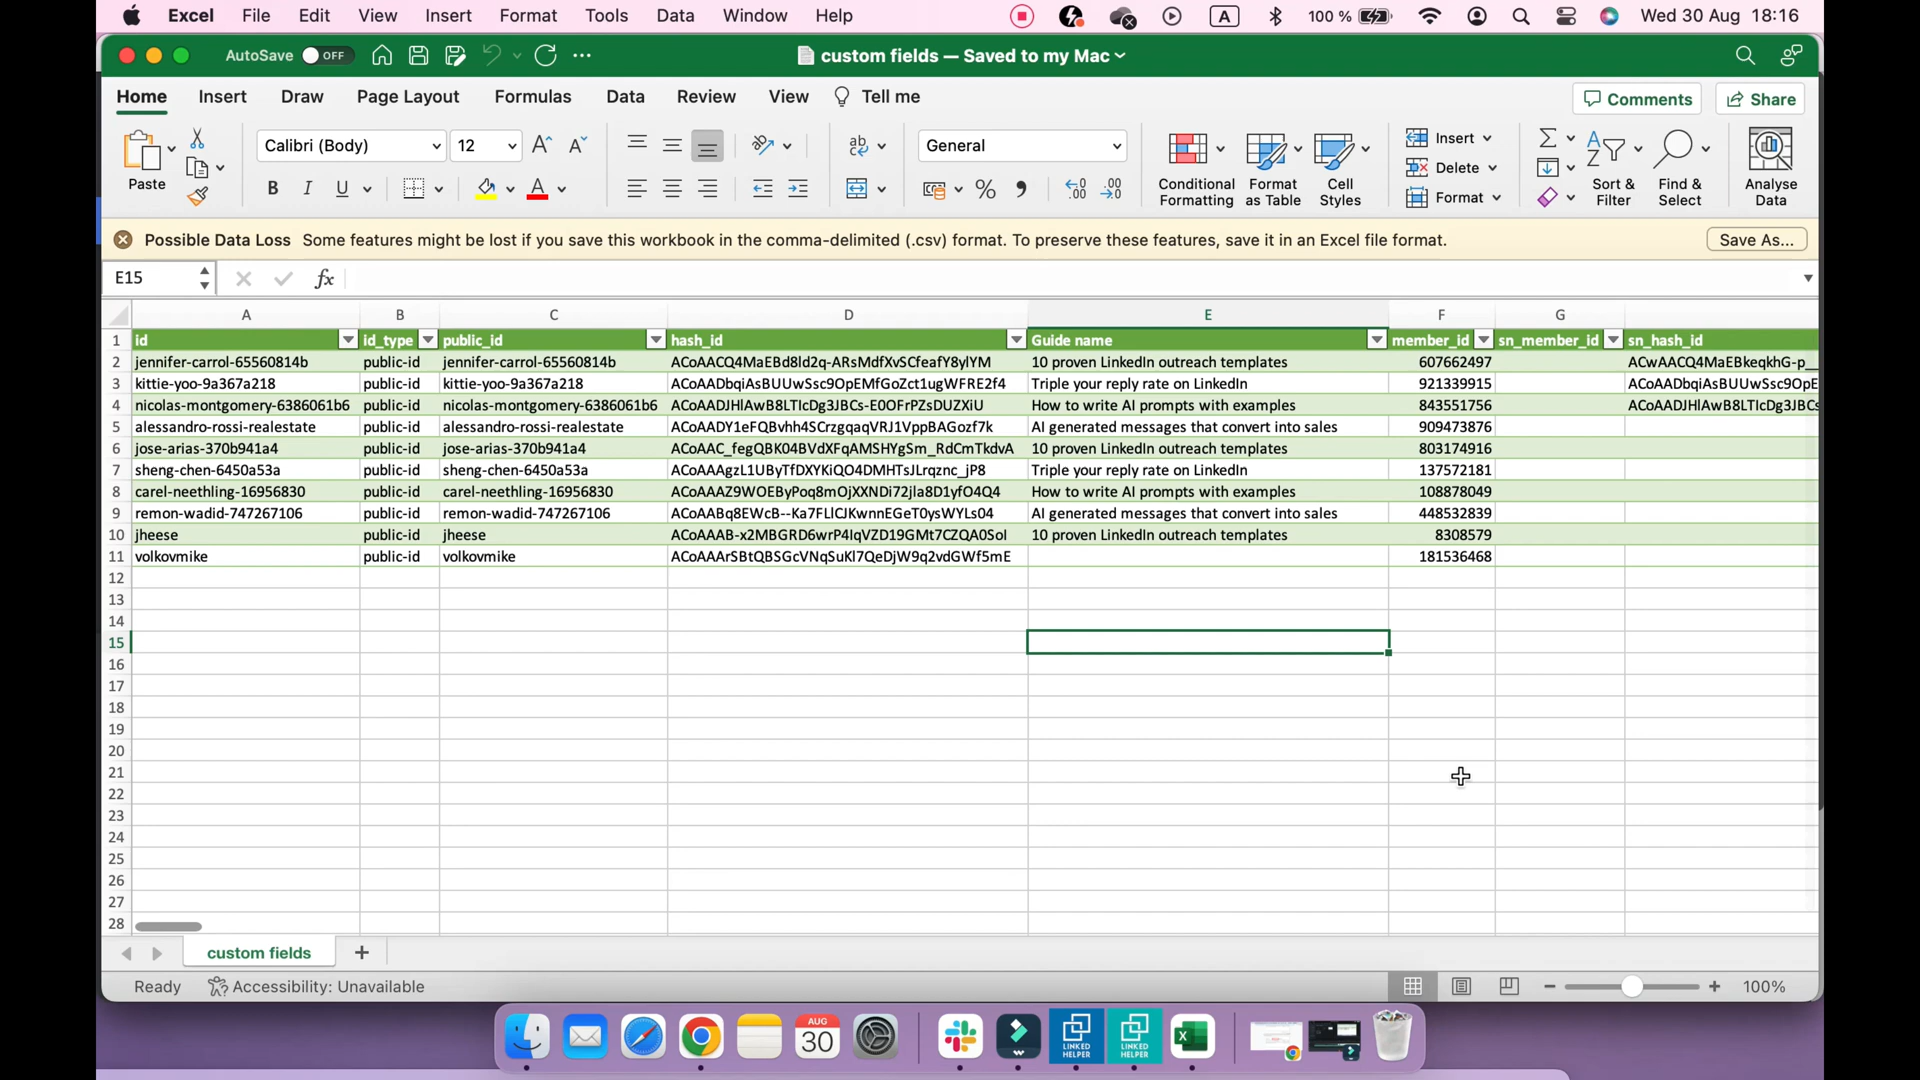 Excel File Edit View Insert Format Tools Data Window Help A 100 % Wed 30 Aug 18:16
AutoSave OFF custom fields — Saved to my Mac
Home Insert Draw Page Layout Formulas Data Review View Tell me Comments Share
Paste Calibri (Body) 12 General Conditional Formatting Format as Table Cell Styles Insert Delete Format Sort & Filter Find & Select Analyse Data
Possible Data Loss Some features might be lost if you save this workbook in the comma-delimited (.csv) format. To preserve these features, save it in an Excel file format. Save As...
E15 fx
A B C D E F G
1 id id_type public_id hash_id Guide name member_id sn_member_id sn_hash_id
2 jennifer-carrol-65560814b public-id jennifer-carrol-65560814b ACoAACQ4MaEBd8Id2q-ARsMdfXvSCfeafY8ylYM 10 proven LinkedIn outreach templates 607662497 ACwAACQ4MaEBkeqkhG-p__
3 kittie-yoo-9a367a218 public-id kittie-yoo-9a367a218 ACoAADbqiAsBUUwSsc9OpEMfGoZct1ugWFRE2f4 Triple your reply rate on LinkedIn 921339915 ACoAADbqiAsBUUwSsc9OpE
4 nicolas-montgomery-6386061b6 public-id nicolas-montgomery-6386061b6 ACoAADJHlAwB8LTIcDg3JBCs-E0OFrPZsDUZXiU How to write AI prompts with examples 843551756 ACoAADJHlAwB8LTIcDg3JBCs
5 alessandro-rossi-realestate public-id alessandro-rossi-realestate ACoAADY1eFQBvhh4SCrzgqaqVRJ1VppBAGozf7k AI generated messages that convert into sales 909473876
6 jose-arias-370b941a4 public-id jose-arias-370b941a4 ACoAAC_fegQBK04BVdXFqAMSHYgSm_RdCmTkdvA 10 proven LinkedIn outreach templates 803174916
7 sheng-chen-6450a53a public-id sheng-chen-6450a53a ACoAAAgzL1UByTfDXYKiQO4DMHTsJLrqznc_jP8 Triple your reply rate on LinkedIn 137572181
8 carel-neethling-16956830 public-id carel-neethling-16956830 ACoAAAZ9WOEByPoq8mOjXXNDi72jla8D1yfO4Q4 How to write AI prompts with examples 108878049
9 remon-wadid-747267106 public-id remon-wadid-747267106 ACoAABq8EWcB--Ka7FLlCJKwnnEGeT0ysWYLs04 AI generated messages that convert into sales 448532839
10 jheese public-id jheese ACoAAAB-x2MBGRD6wrP4IqVZD19GMt7CZQA0SoI 10 proven LinkedIn outreach templates 8308579
11 volkovmike public-id volkovmike ACoAAArSBtQBSGcVNqSuKl7QeDjW9q2vdGWf5mE 181536468
12
13
14
15
16
17
18
19
20
21
22
23
24
25
26
27
28
custom fields
Ready Accessibility: Unavailable 100%
AUG
30
LINKED HELPER LINKED HELPER